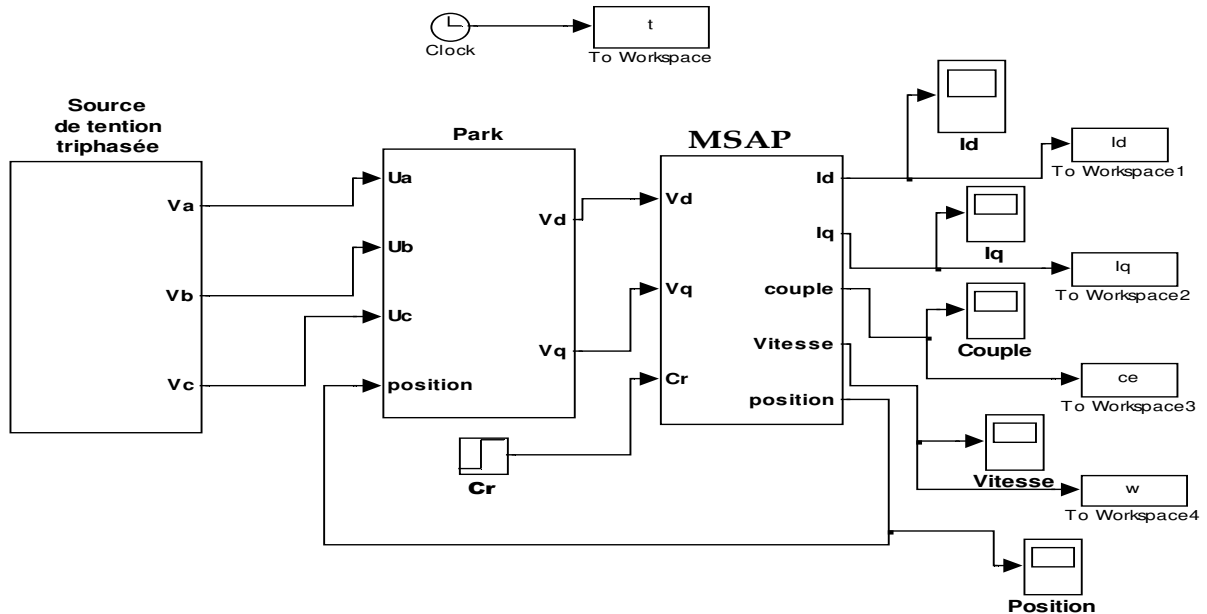 t
Clock
To Workspace
Source
de tention
triphasée
Va
Vb
Vc
Park
Ua
Ub
Uc
position
Vd
Vq
Cr
MSAP
Vd
Vq
Cr
Id
Iq
couple
Vitesse
position
Id
Id
To Workspace1
Iq
Iq
To Workspace2
Couple
ce
To Workspace3
Vitesse
w
To Workspace4
Position